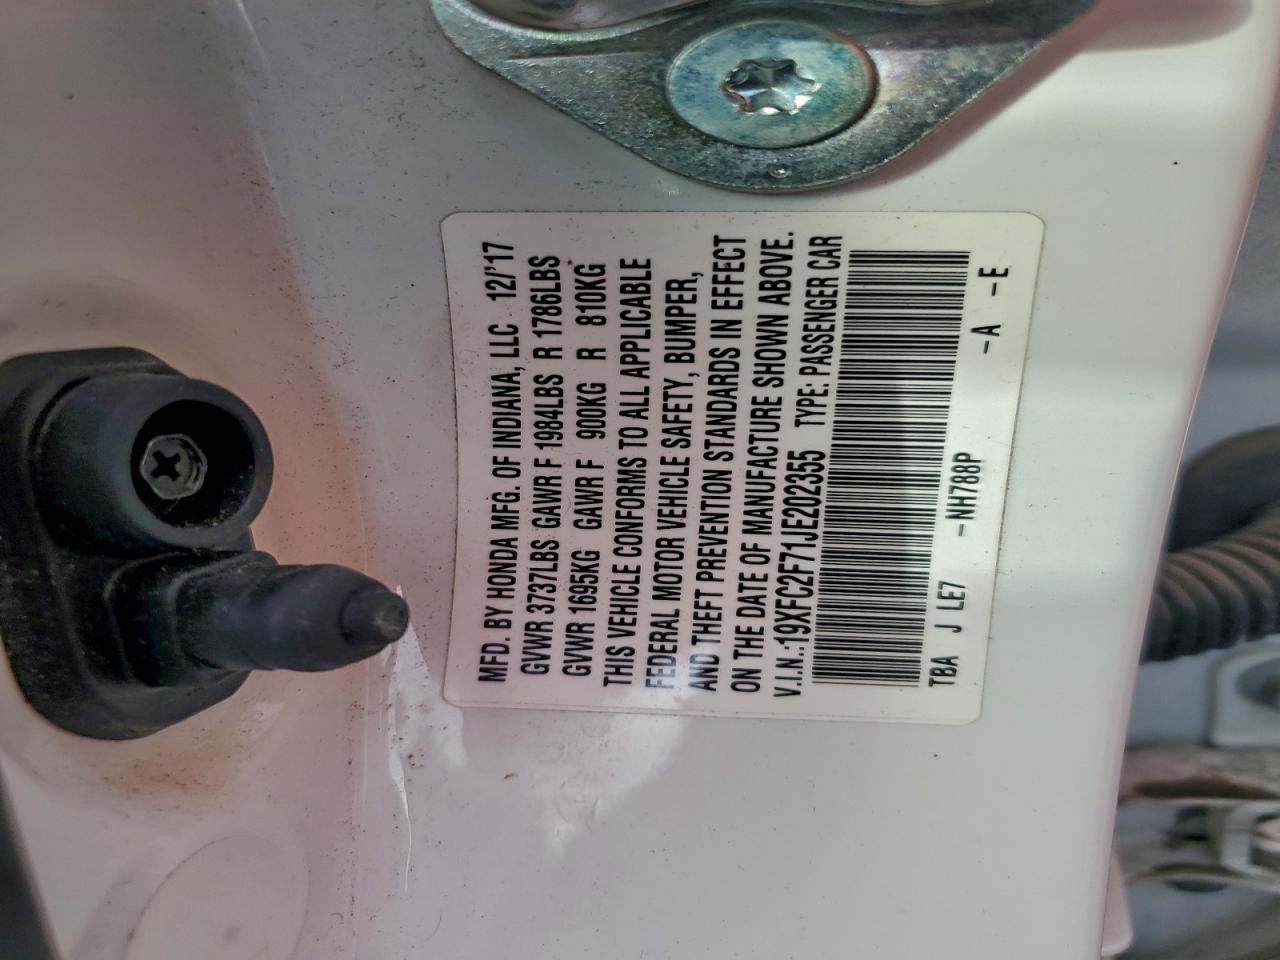 MFD. BY HONDA MFG. OF INDIANA, LLC 12/'17
GVWR 3737LBS GAWR F 1984LBS R 1786LBS
GVWR 1695KG GAWR F 900KG R 810KG
THIS VEHICLE CONFORMS TO ALL APPLICABLE
FEDERAL MOTOR VEHICLE SAFETY, BUMPER,
AND THEFT PREVENTION STANDARDS IN EFFECT
ON THE DATE OF MANUFACTURE SHOWN ABOVE.
V.I.N.:19XFC2F71JE202355 TYPE: PASSENGER CAR
TBA J LE7 -NH788P -A -E